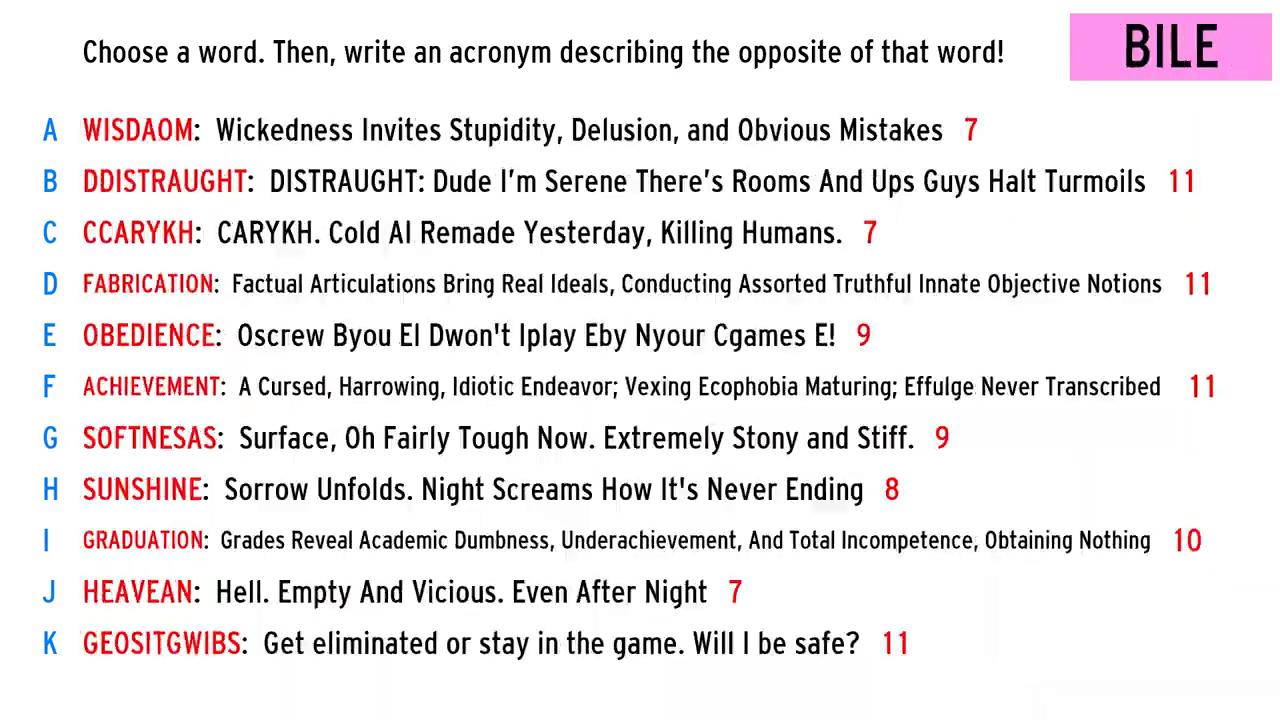 Choose a word. Then, write an acronym describing the opposite of that word!
BILE
A WISDAOM: Wickedness Invites Stupidity, Delusion, and Obvious Mistakes 7
B DDISTRAUGHT: DISTRAUGHT: Dude I'm Serene There's Rooms And Ups Guys Halt Turmoils 11
C CCARYKH: CARYKH. Cold AI Remade Yesterday, Killing Humans. 7
D FABRICATION: Factual Articulations Bring Real Ideals, Conducting Assorted Truthful Innate Objective Notions 11
E OBEDIENCE: Oscrew Byou EI Dwon't Iplay Eby Nyour Cgames E! 9
F ACHIEVEMENT: A Cursed, Harrowing, Idiotic Endeavor; Vexing Ecophobia Maturing; Effulge Never Transcribed 11
G SOFTNESAS: Surface, Oh Fairly Tough Now. Extremely Stony and Stiff. 9
H SUNSHINE: Sorrow Unfolds. Night Screams How It's Never Ending 8
I GRADUATION: Grades Reveal Academic Dumbness, Underachievement, And Total Incompetence, Obtaining Nothing 10
J HEAVEAN: Hell. Empty And Vicious. Even After Night 7
K GEOSITGWIBS: Get eliminated or stay in the game. Will I be safe? 11